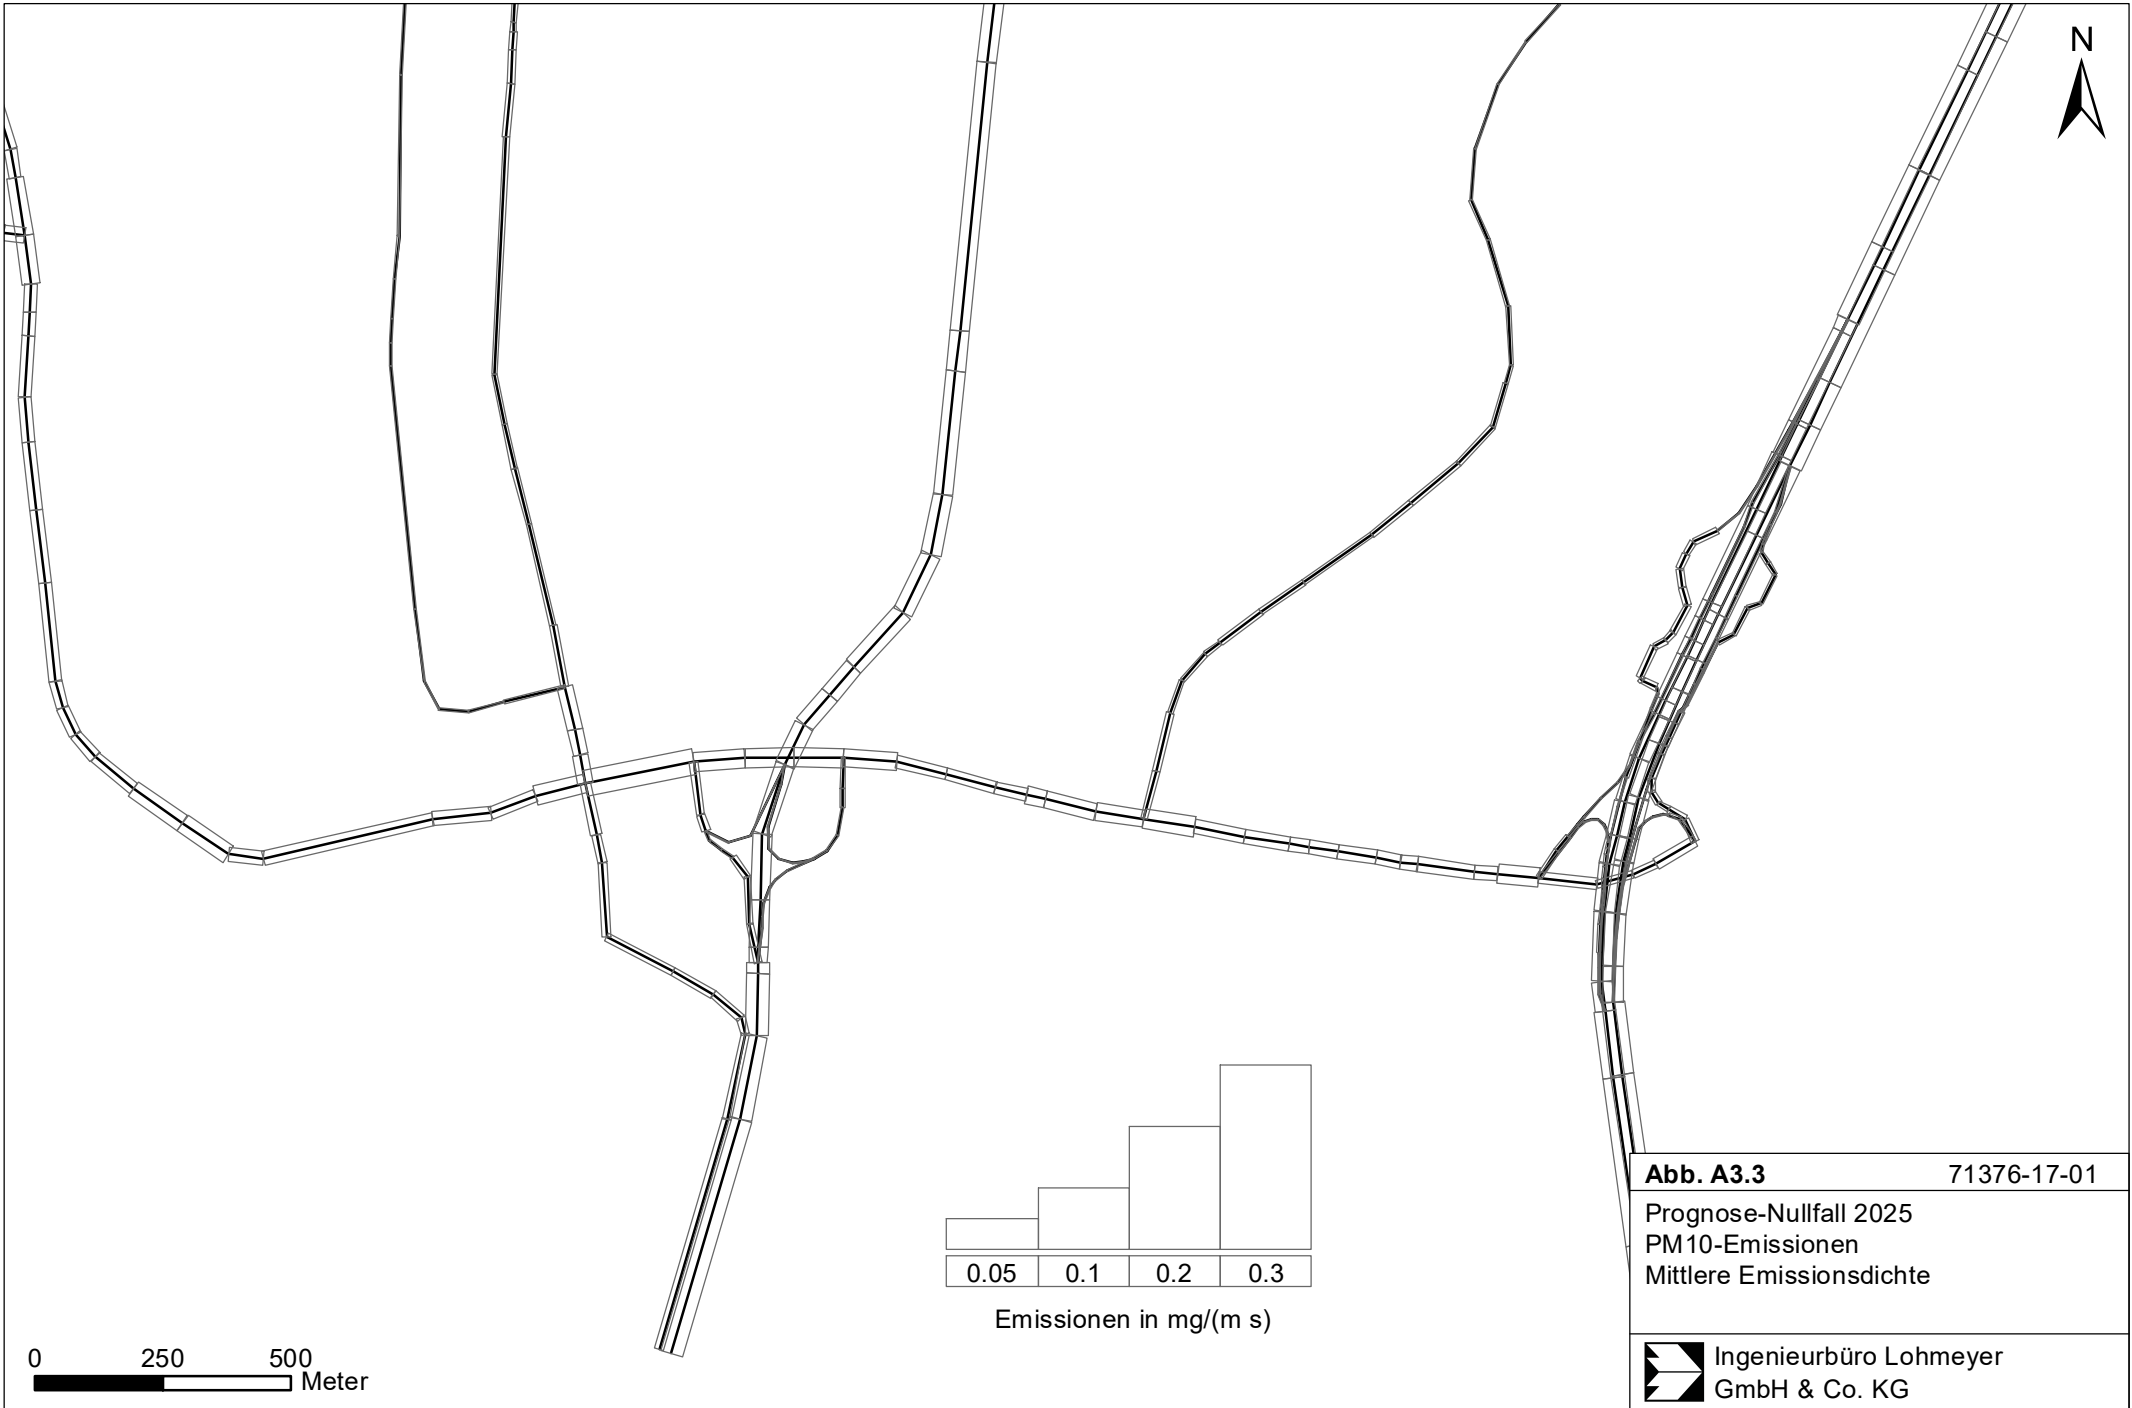 N
0.05 0.1 0.2 0.3
Emissionen in mg/(m s)
0 250 500
Meter
Abb. A3.3 71376-17-01
Prognose-Nullfall 2025
PM10-Emissionen
Mittlere Emissionsdichte
Ingenieurbüro Lohmeyer
GmbH & Co. KG